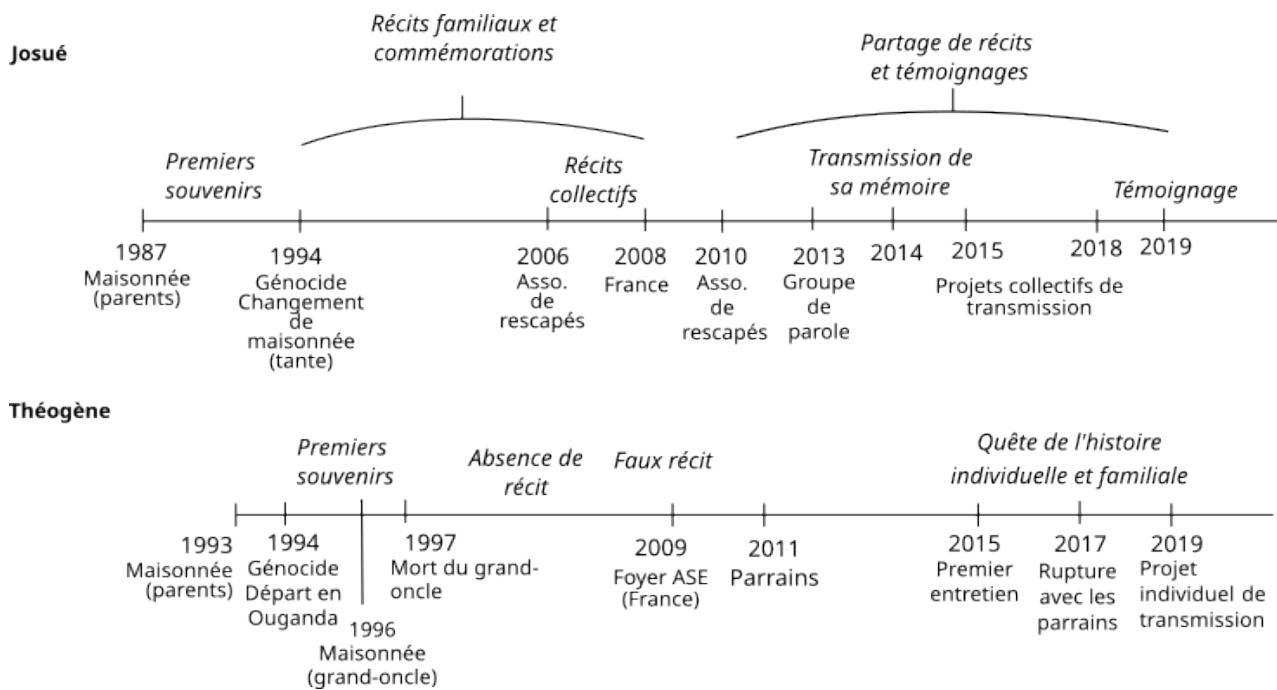 Josué
Récits familiaux et
commémorations
Partage de récits
et témoignages
Premiers
souvenirs
Récits
collectifs
Transmission de
sa mémoire
Témoignage
1987
Maisonnée
(parents)
1994
Génocide
Changement
de
maisonnée
(tante)
2006
Asso.
de
rescapés
2008
France
2010
Asso.
de
rescapés
2013
Groupe
de
parole
2014
2015
2018
2019
Projets collectifs de
transmission
Théogène
Premiers
souvenirs
Absence de
récit
Faux récit
Quête de l'histoire
individuelle et familiale
1993
Maisonnée
(parents)
1994
Génocide
Départ en
Ouganda
1996
Maisonnée
(grand-oncle)
1997
Mort du grand-
oncle
2009
Foyer ASE
(France)
2011
Parrains
2015
Premier
entretien
2017
Rupture
avec les
parrains
2019
Projet
individuel de
transmission